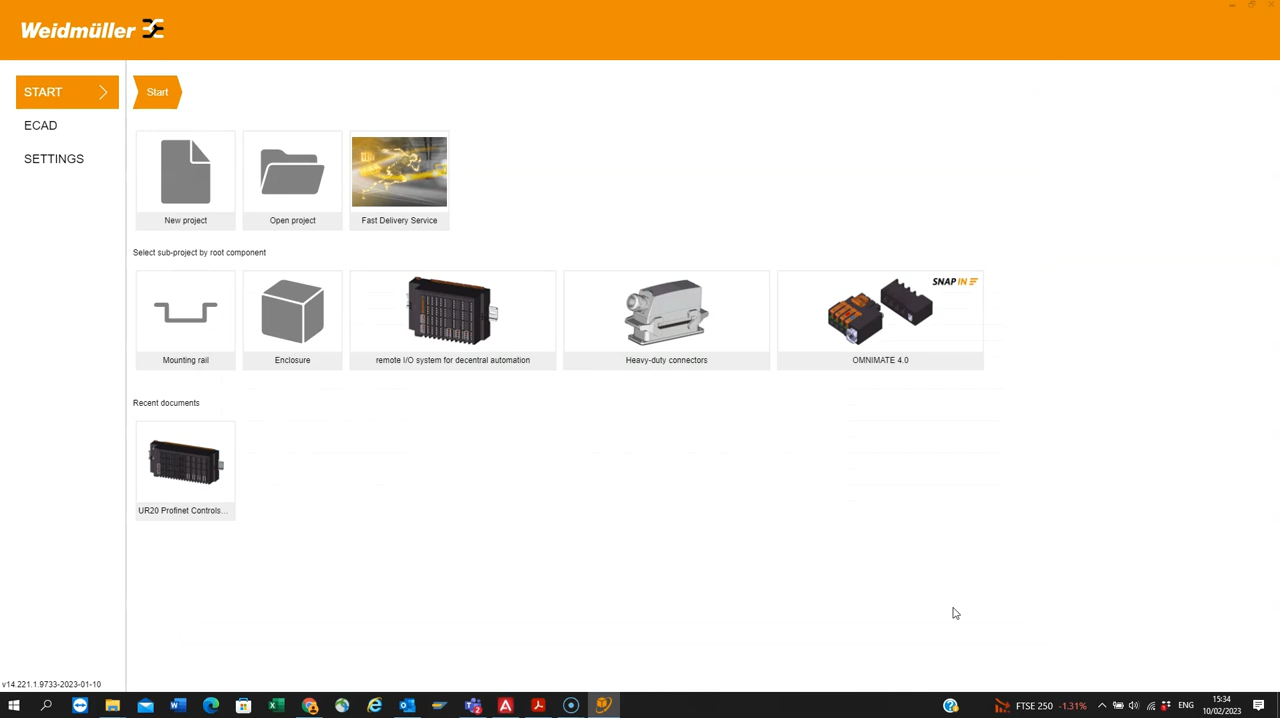 Weidmüller
START
ECAD
SETTINGS
Start
New project
Open project
Fast Delivery Service
Select sub-project by root component
SNAP IN
Mounting rail
Enclosure
remote I/O system for decentral automation
Heavy-duty connectors
OMNIMATE 4.0
Recent documents
UR20 Profinet Controls...
v14.221.1.9733-2023-01-10
FTSE 250 -1.31%
ENG
15:34
10/02/2023